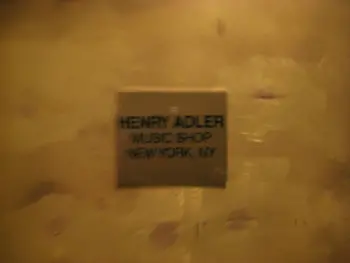 HENRY ADLER
MUSIC SHOP
NEW YORK, NY